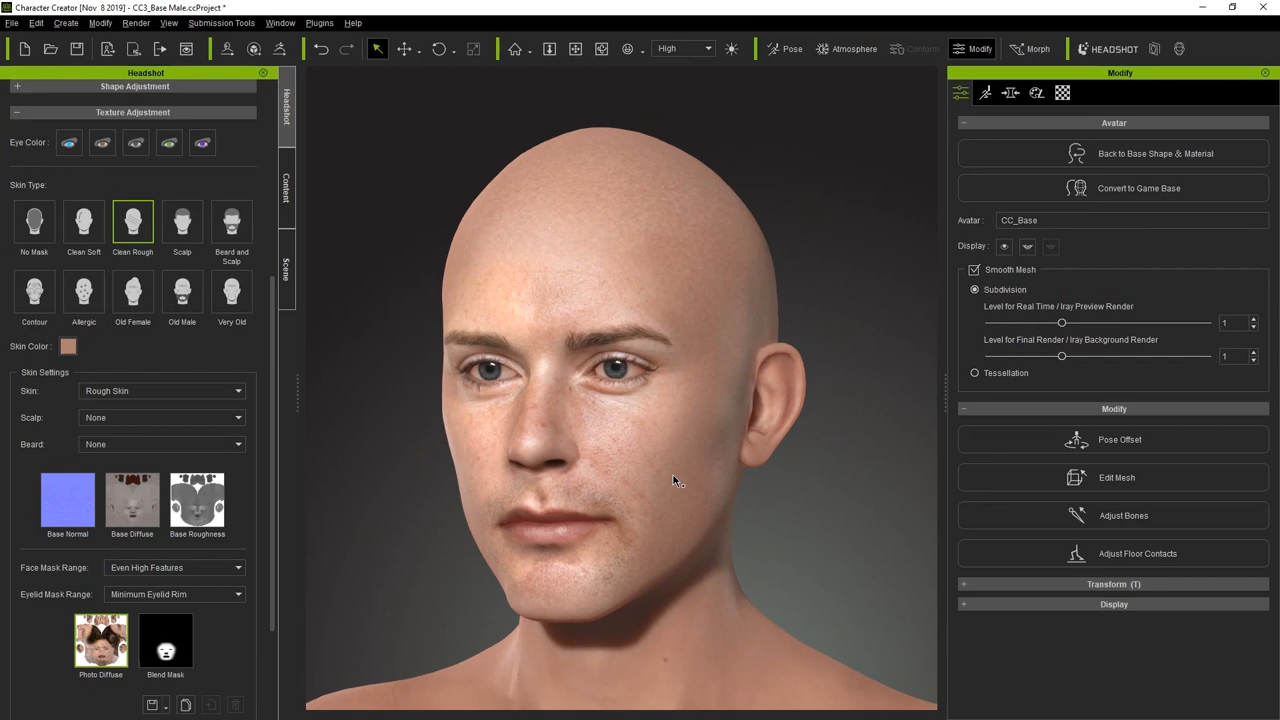 Character Creator [Nov  8 2019] - CC3_Base Male.ccProject *
File Edit Create Modify Render Submission Tools Window Plugins Help
High Pose Atmosphere Conform Modify Morph HEADSHOT
Headshot
Shape Adjustment
Texture Adjustment
Eye Color :
Skin Type:
No Mask Clean Soft Clean Rough Scalp Beard and Scalp
Contour Allergic Old Female Old Male Very Old
Skin Color :
Skin Settings
Skin: Rough Skin
Scalp: None
Beard: None
Base Normal Base Diffuse Base Roughness
Face Mask Range: Even High Features
Eyelid Mask Range: Minimum Eyelid Rim
Photo Diffuse Blend Mask
Headshot
Content
Scene
Modify
Avatar
Back to Base Shape & Material
Convert to Game Base
Avatar : CC_Base
Display :
Smooth Mesh
Subdivision
Level for Real Time / Iray Preview Render
1
Level for Final Render / Iray Background Render
1
Tessellation
Modify
Pose Offset
Edit Mesh
Adjust Bones
Adjust Floor Contacts
Transform (T)
Display